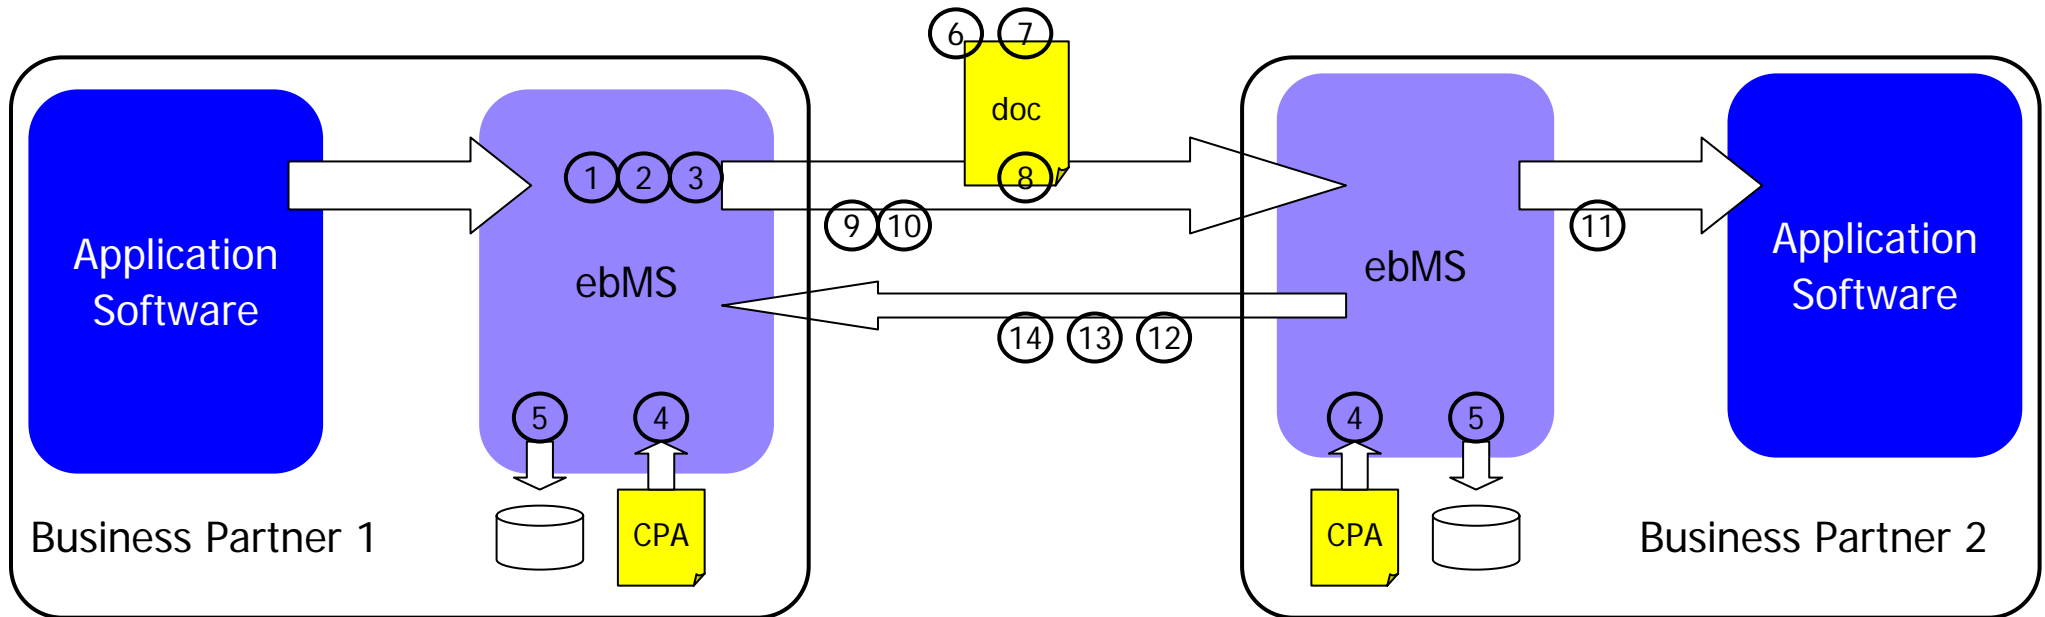 6 7
doc
1 2 3
8
9 10
11
Application
Software
ebMS
ebMS
Application
Software
14 13 12
5 4
4 5
CPA
CPA
Business Partner 1
Business Partner 2